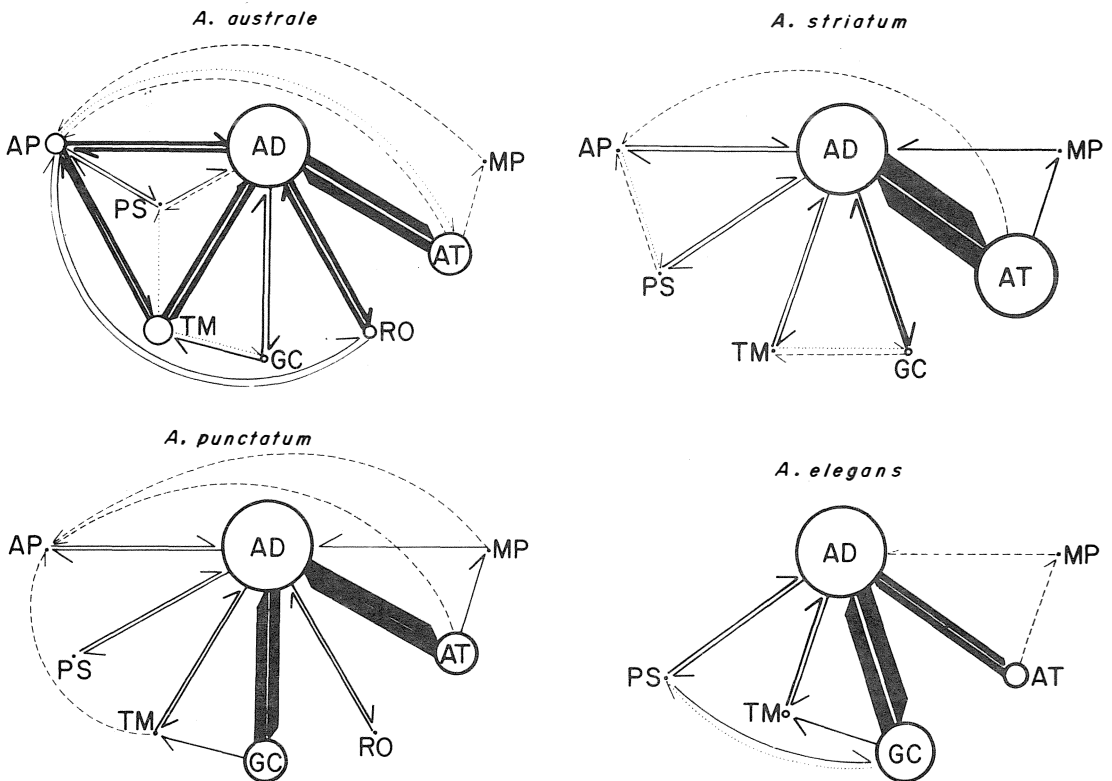 A. australe
AP
AD
MP
PS
AT
TM
GC
RO
A. striatum
AP
AD
MP
PS
AT
TM
GC
A. punctatum
AP
AD
MP
PS
AT
TM
GC
RO
A. elegans
AD
MP
PS
AT
TM
GC